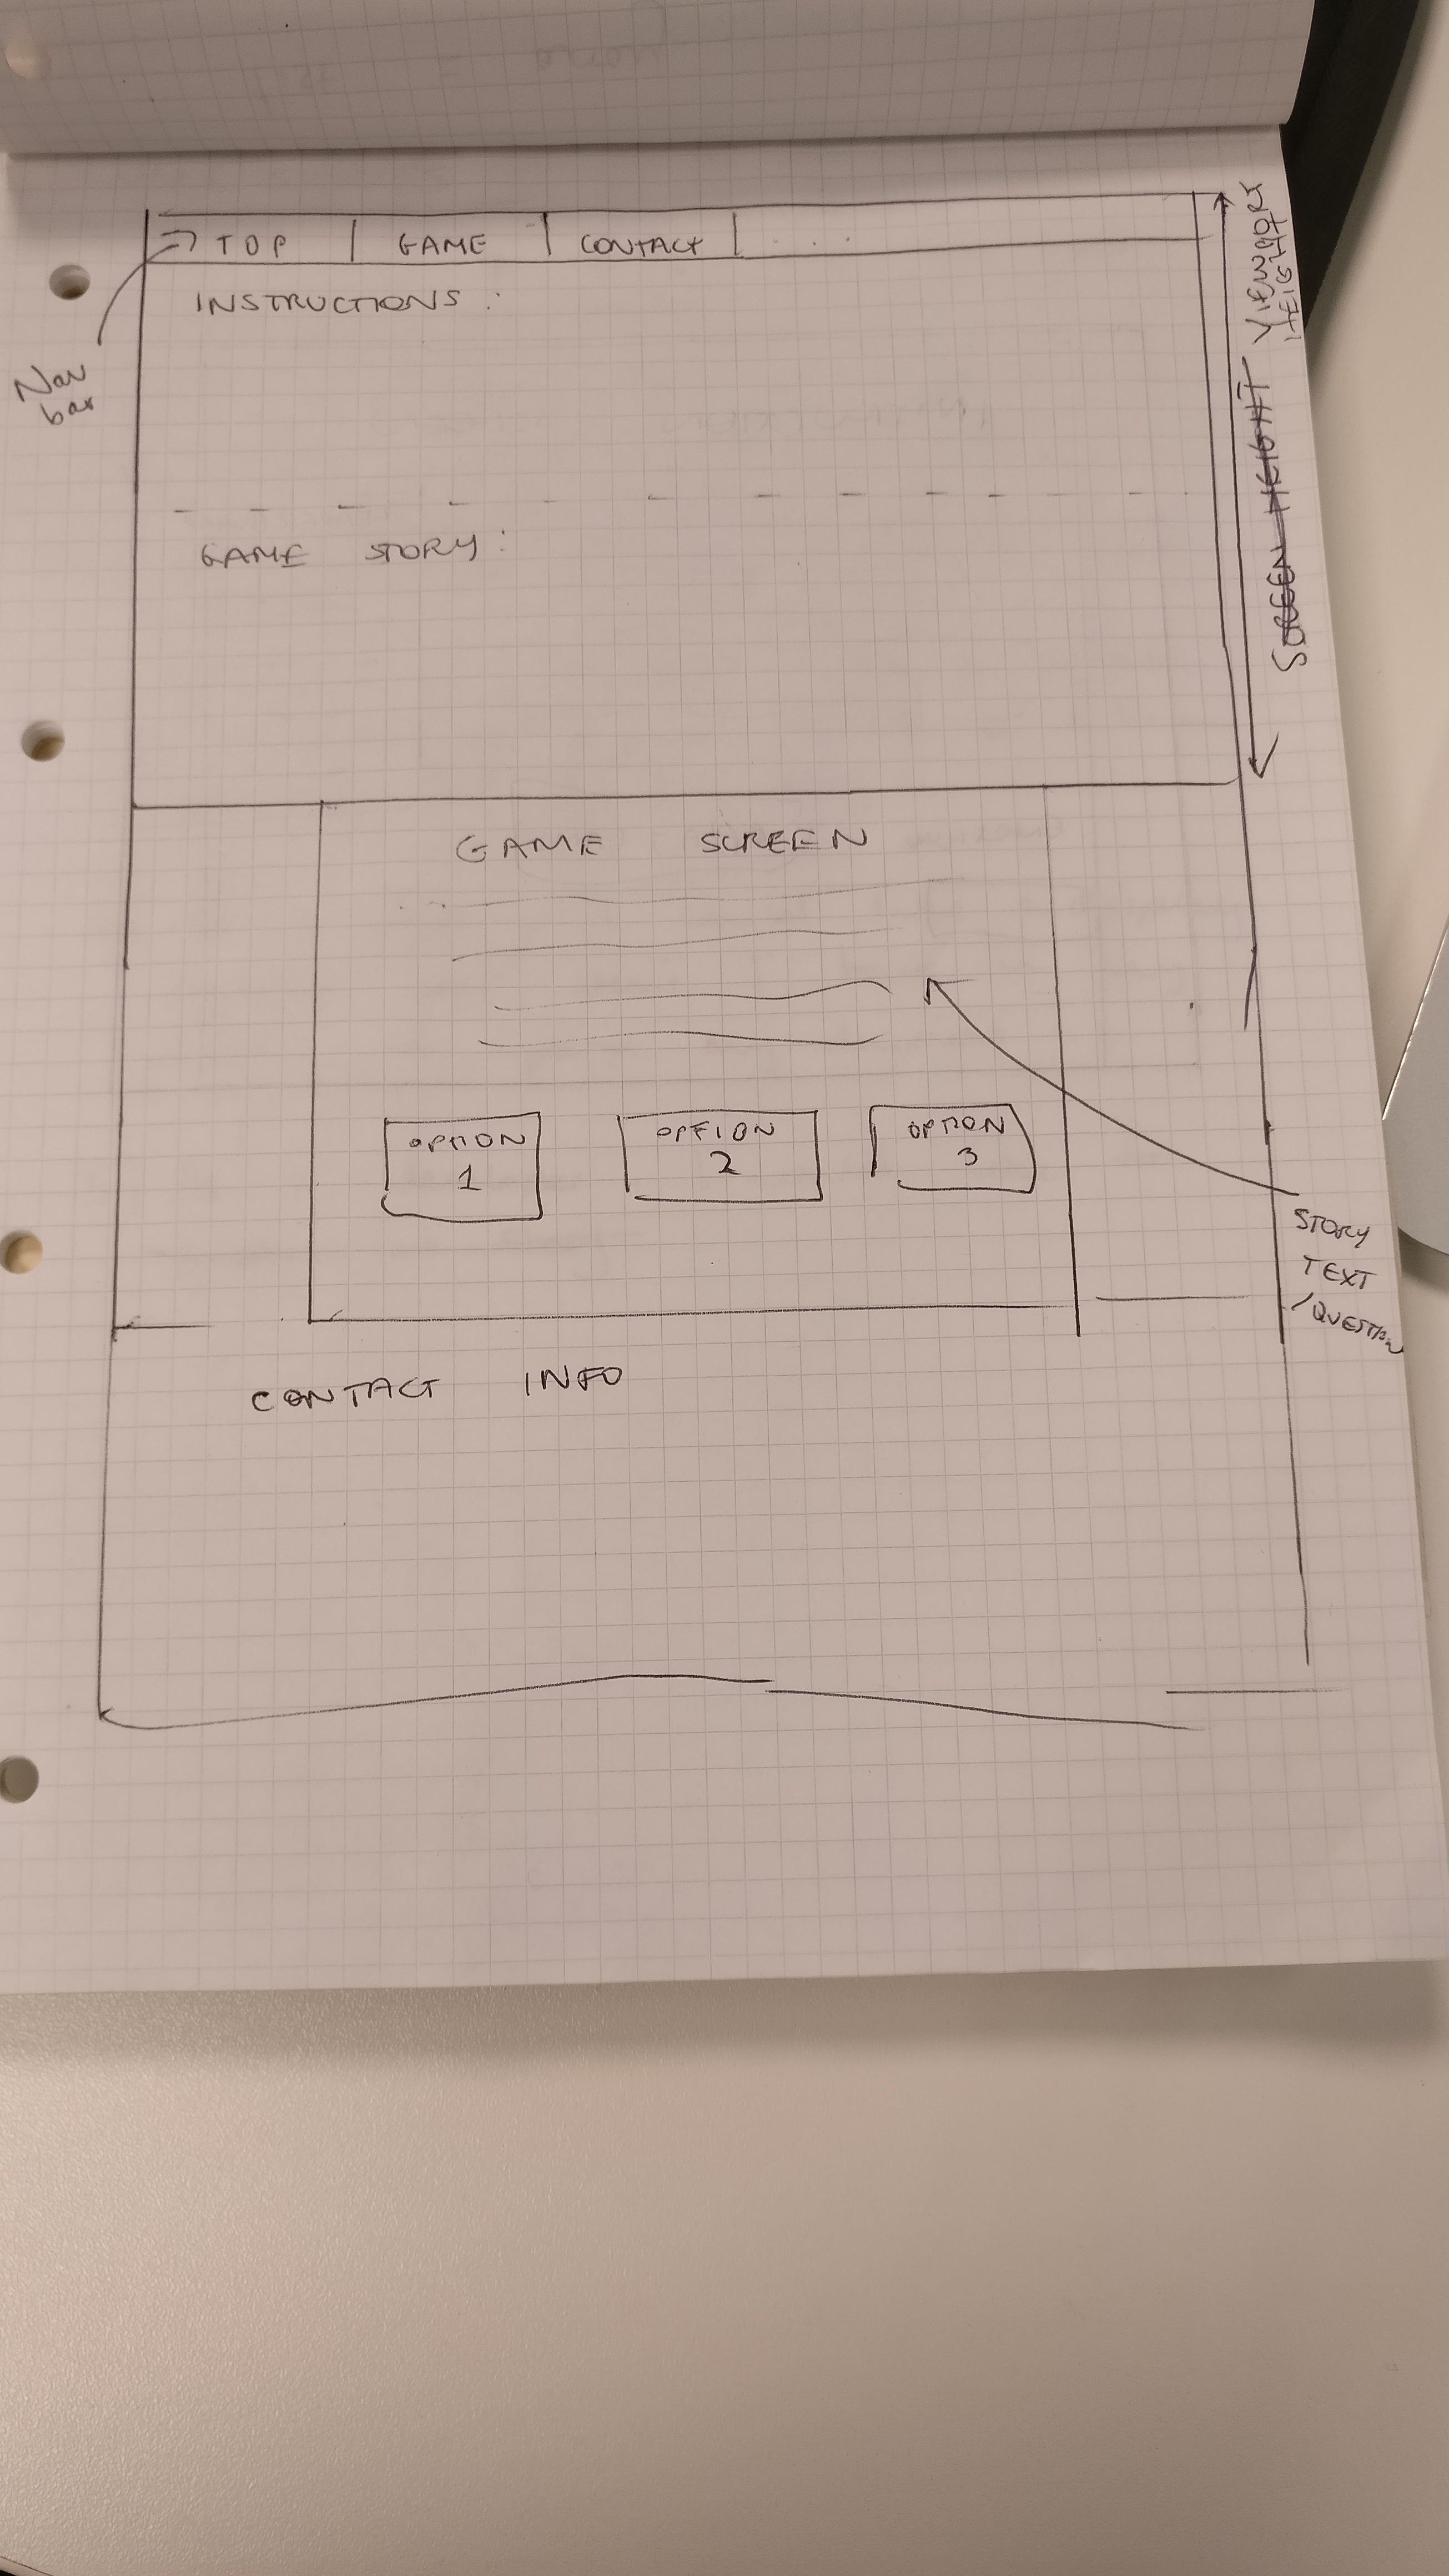 TOP GAME CONTACT . . .
INSTRUCTIONS :
Nav
bar
VIEWPORT
HEIGHT
SCREEN HEIGHT
GAME STORY :
GAME SCREEN
OPTION
1
OPTION
2
OPTION
3
STORY
TEXT
/QUESTION
CONTACT INFO